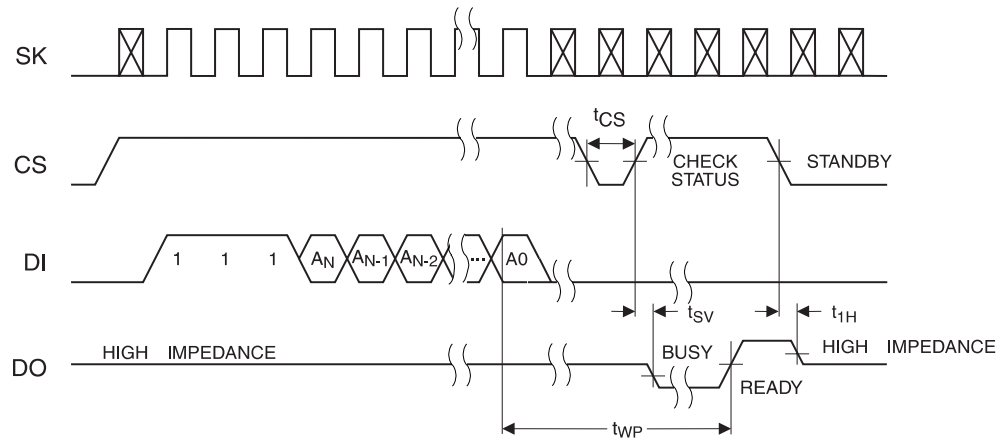 SK
CS
tCS
CHECK
STATUS
STANDBY
DI
1 1 1 AN AN-1 AN-2 ... A0
tSV
t1H
DO
HIGH IMPEDANCE
BUSY
READY
HIGH IMPEDANCE
tWP